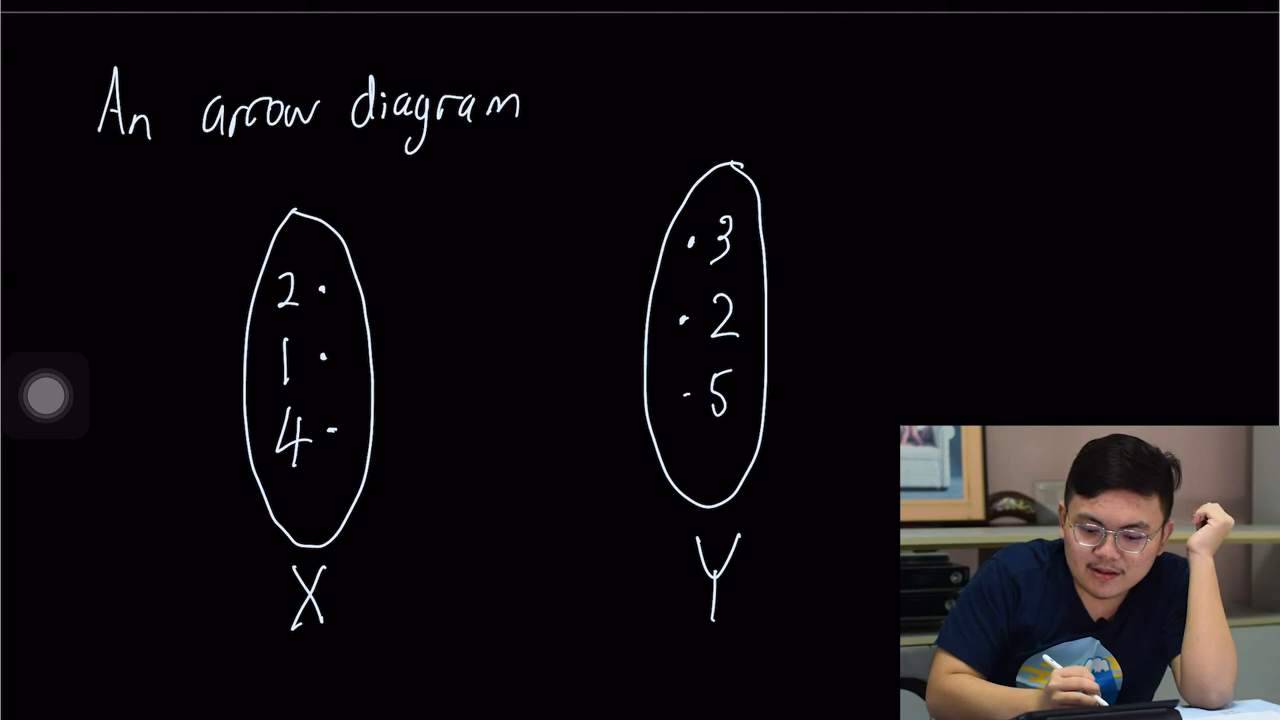 An arrow diagram
2 .
1 .
4 .
. 3
. 2
. 5
X
Y